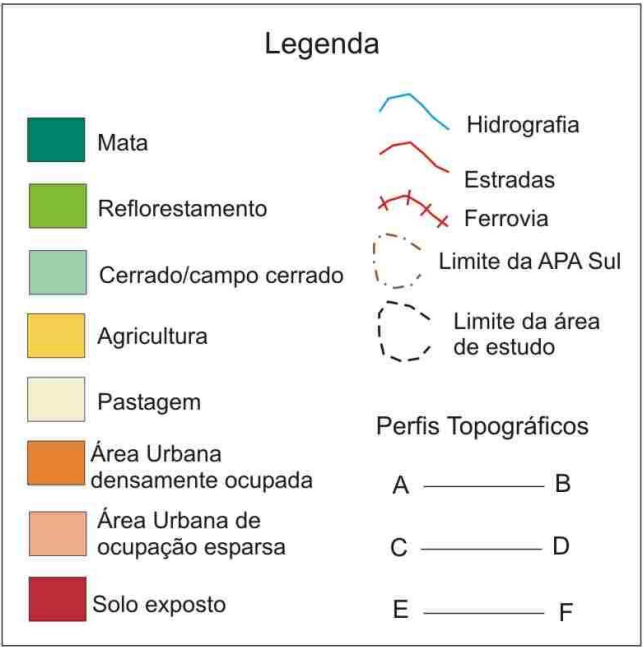 Legenda
Mata
Reflorestamento
Cerrado/campo cerrado
Agricultura
Pastagem
Área Urbana
densamente ocupada
Área Urbana de
ocupação esparsa
Solo exposto
Hidrografia
Estradas
Ferrovia
Limite da APA Sul
Limite da área
de estudo
Perfis Topográficos
A B
C D
E F